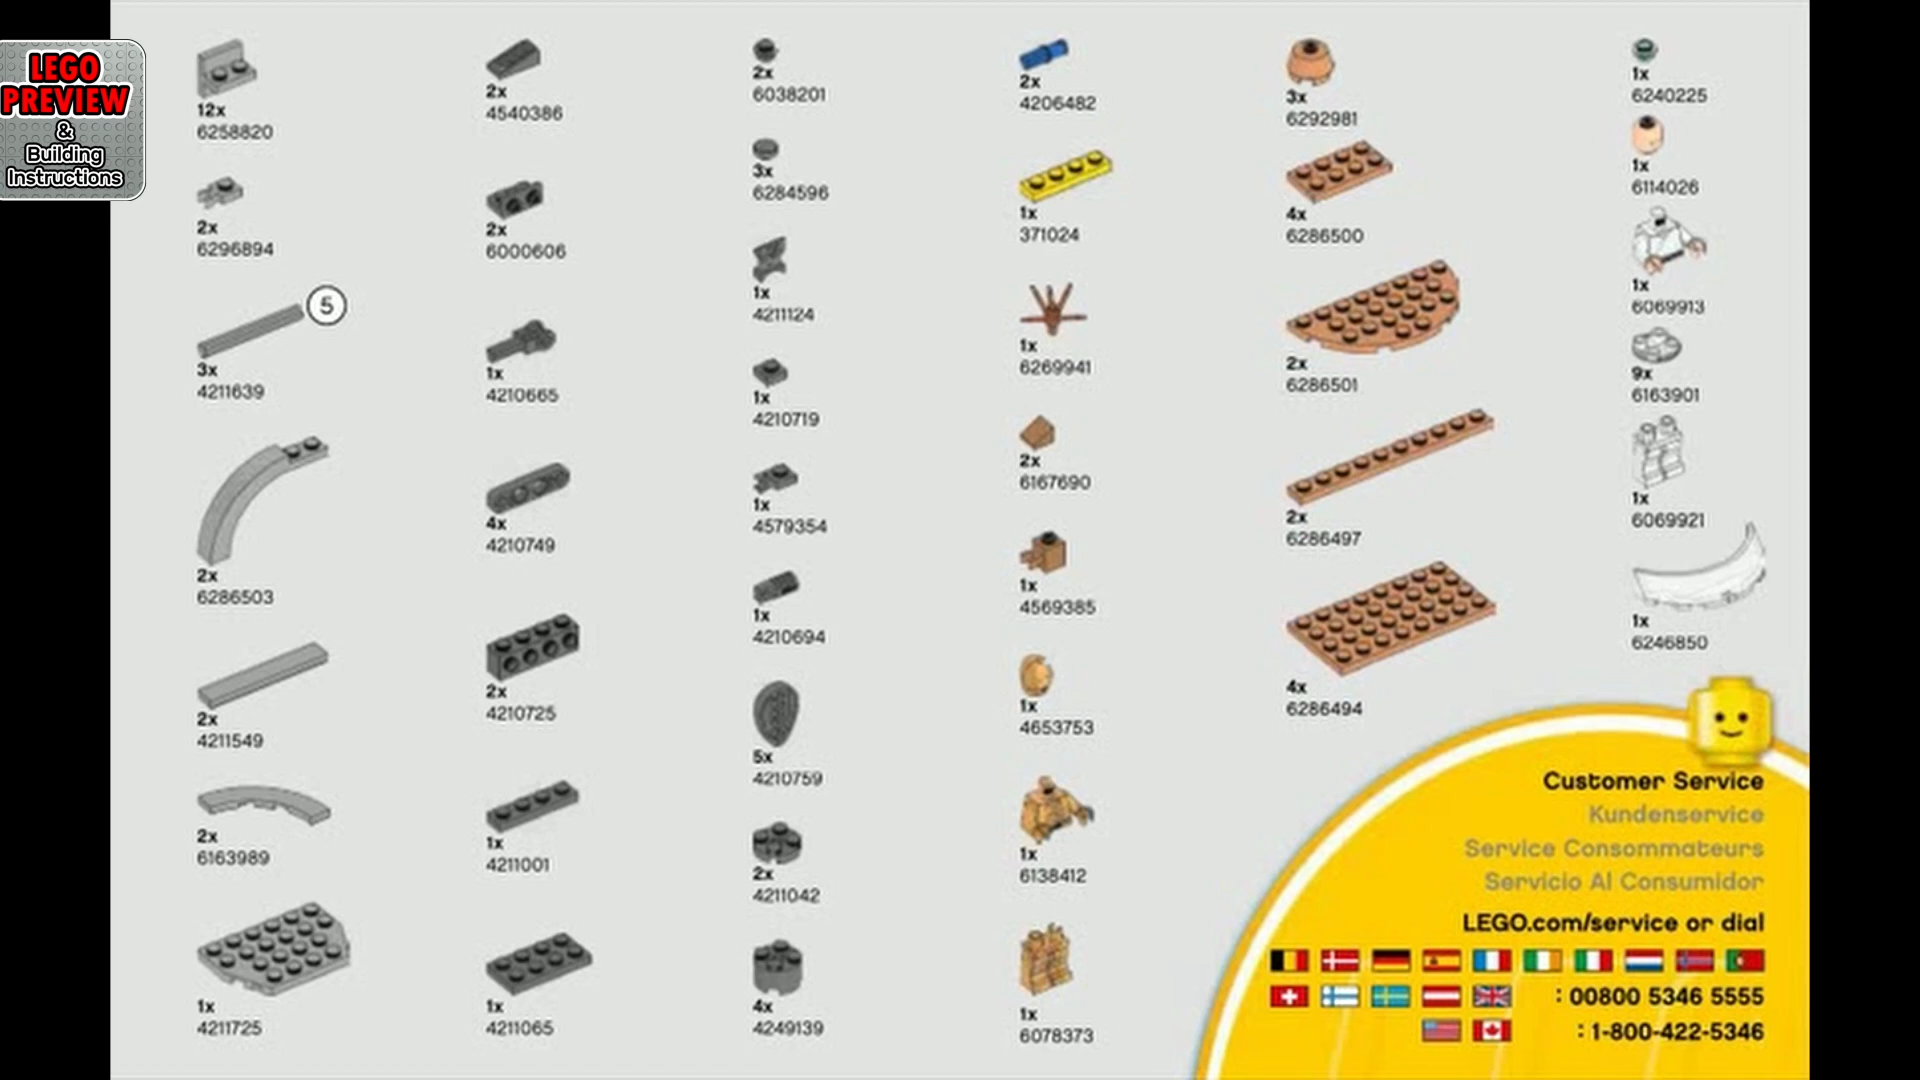 LEGO
PREVIEW
&
Building
Instructions
12x
6258820
2x
6296894
5
3x
4211639
2x
6286503
2x
4211549
2x
6163989
1x
4211725
2x
4540386
2x
6000606
1x
4210665
4x
4210749
2x
4210725
1x
4211001
1x
4211065
2x
6038201
3x
6284596
1x
4211124
1x
4210719
1x
4579354
1x
4210694
5x
4210759
2x
4211042
4x
4249139
2x
4206482
1x
371024
1x
6269941
2x
6167690
1x
4569385
1x
4653753
1x
6138412
1x
6078373
3x
6292981
4x
6286500
2x
6286501
2x
6286497
4x
6286494
1x
6240225
1x
6114026
1x
6069913
9x
6163901
1x
6069921
1x
6246850
Customer Service
Kundenservice
Service Consommateurs
Servicio Al Consumidor
LEGO.com/service or dial
: 00800 5346 5555
: 1-800-422-5346